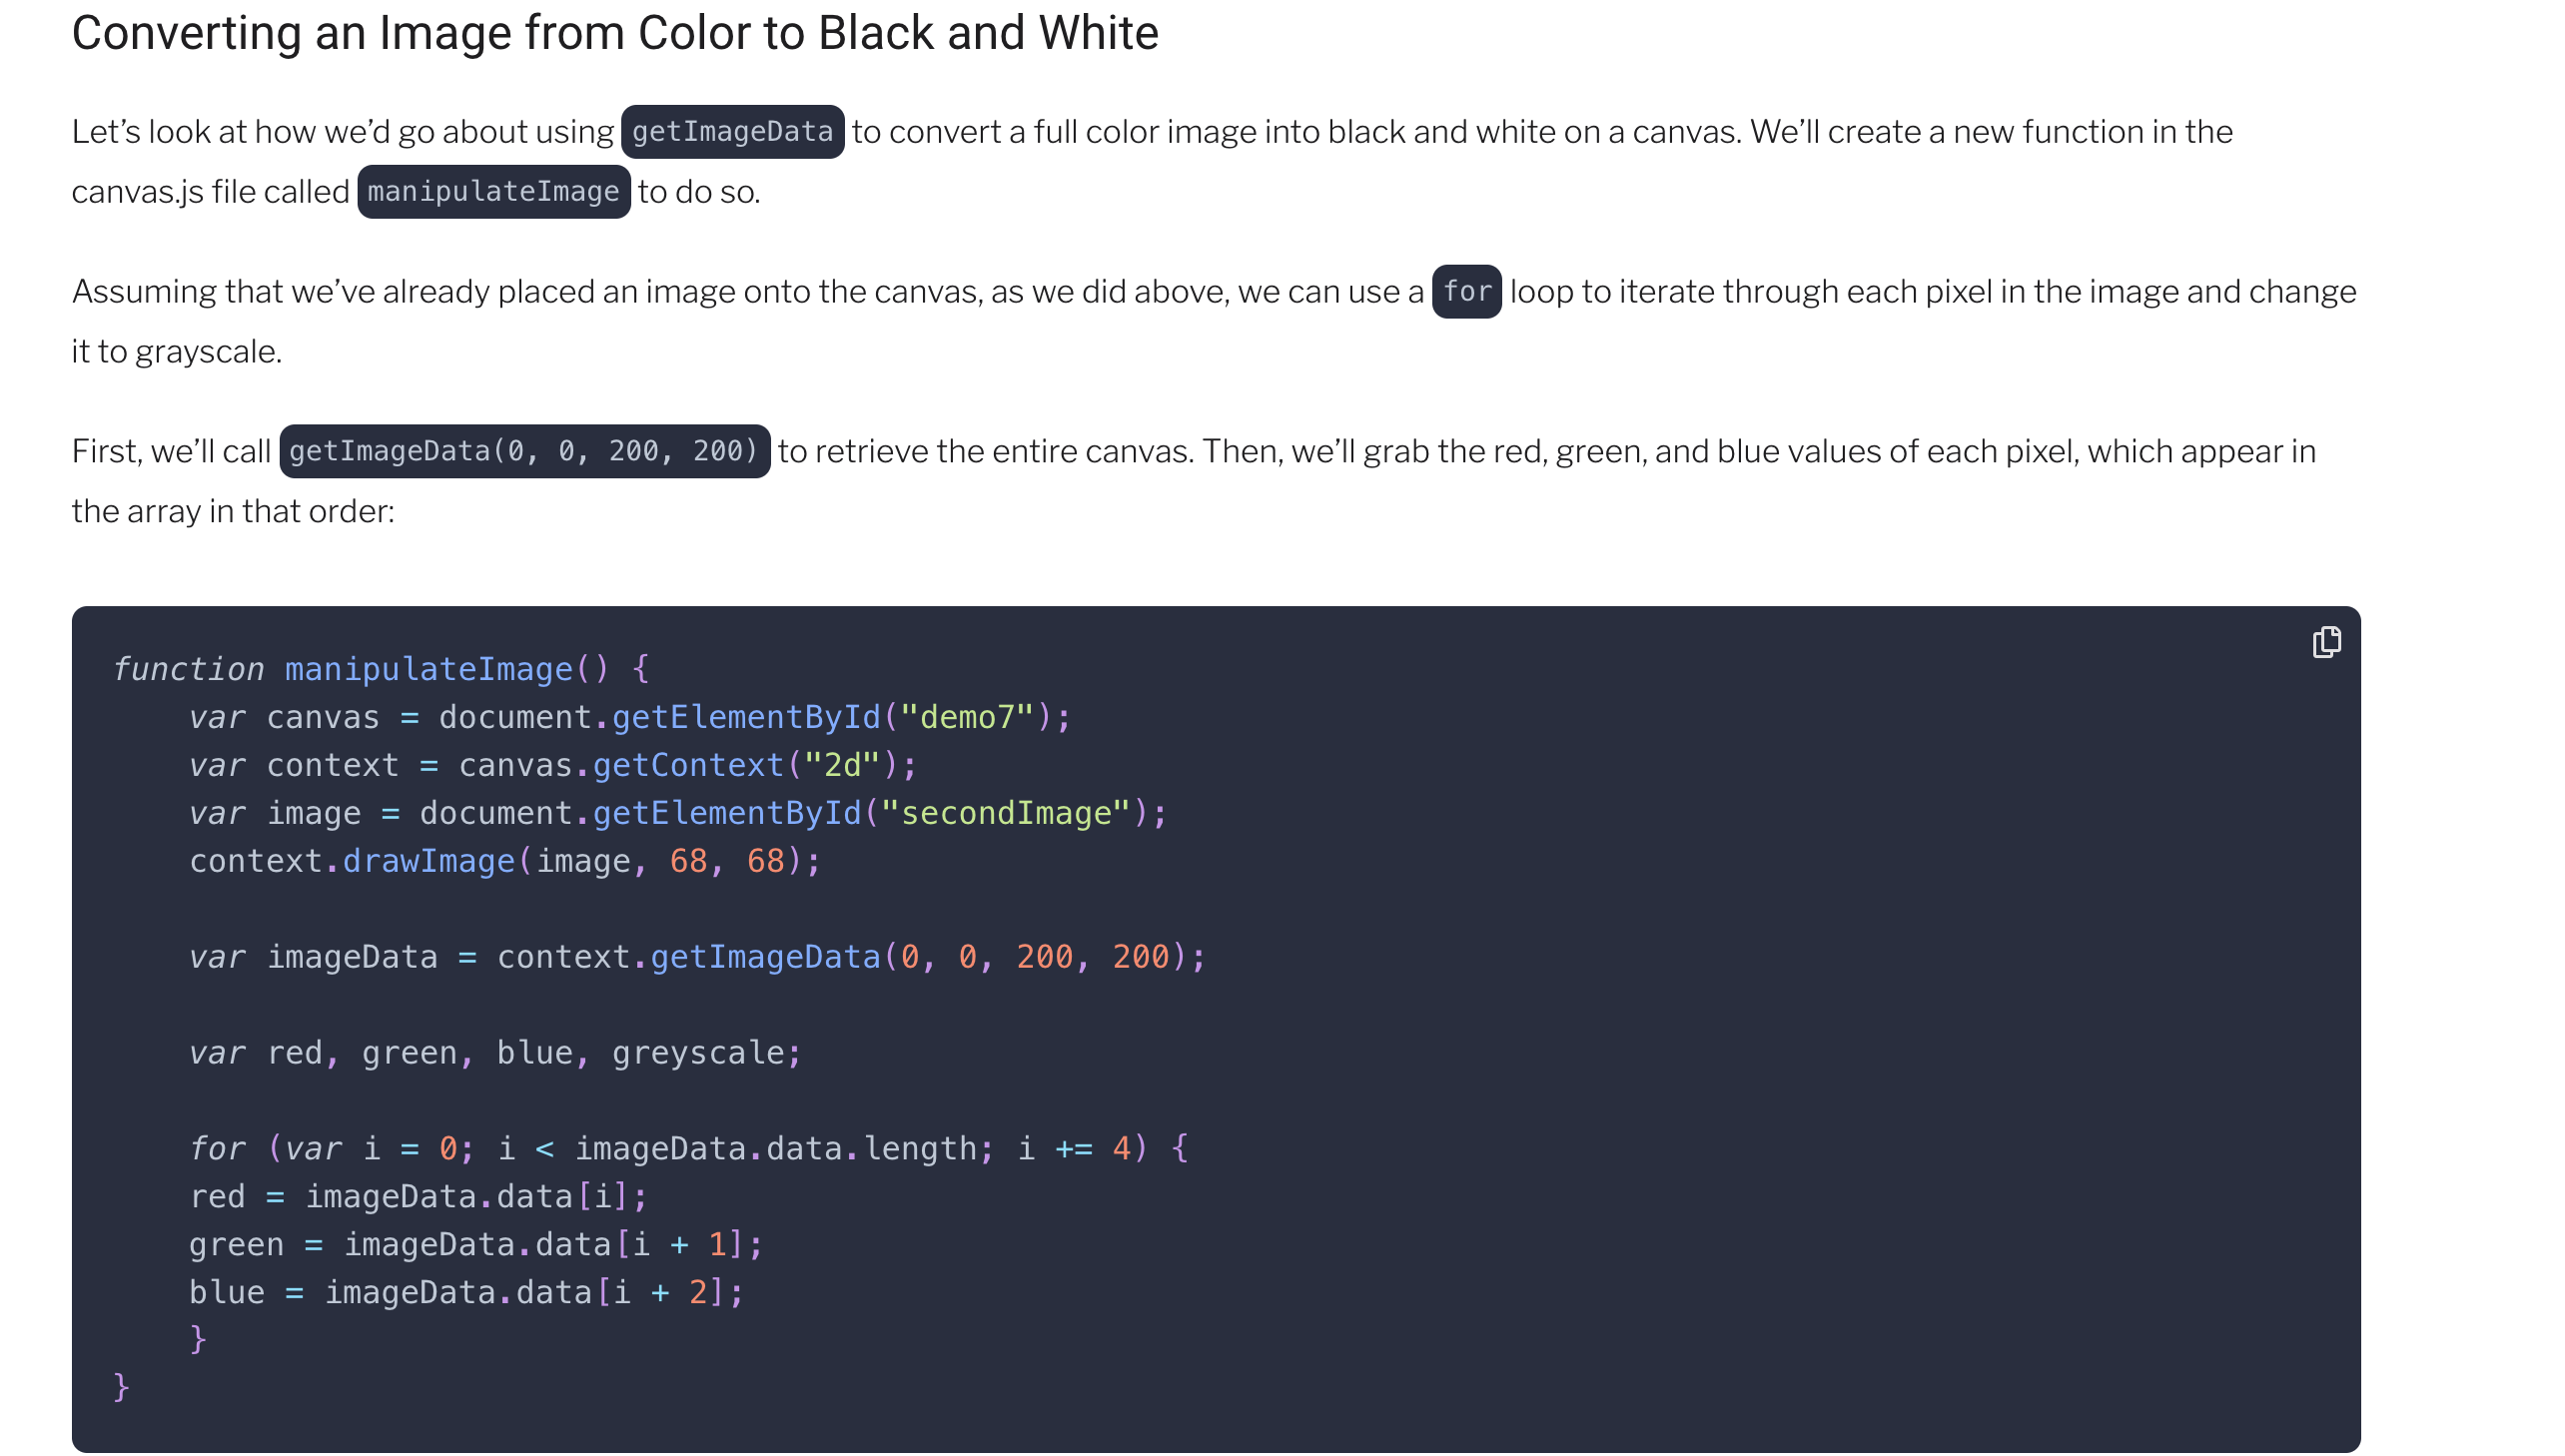 Converting an Image from Color to Black and White
Let’s look at how we’d go about using getImageData to convert a full color image into black and white on a canvas. We’ll create a new function in the
canvas.js file called manipulateImage to do so.
Assuming that we’ve already placed an image onto the canvas, as we did above, we can use a for loop to iterate through each pixel in the image and change
it to grayscale.
First, we’ll call getImageData(0, 0, 200, 200) to retrieve the entire canvas. Then, we’ll grab the red, green, and blue values of each pixel, which appear in
the array in that order:
function manipulateImage() {
    var canvas = document.getElementById("demo7");
    var context = canvas.getContext("2d");
    var image = document.getElementById("secondImage");
    context.drawImage(image, 68, 68);
    var imageData = context.getImageData(0, 0, 200, 200);
    var red, green, blue, greyscale;
    for (var i = 0; i < imageData.data.length; i += 4) {
    red = imageData.data[i];
    green = imageData.data[i + 1];
    blue = imageData.data[i + 2];
    }
}